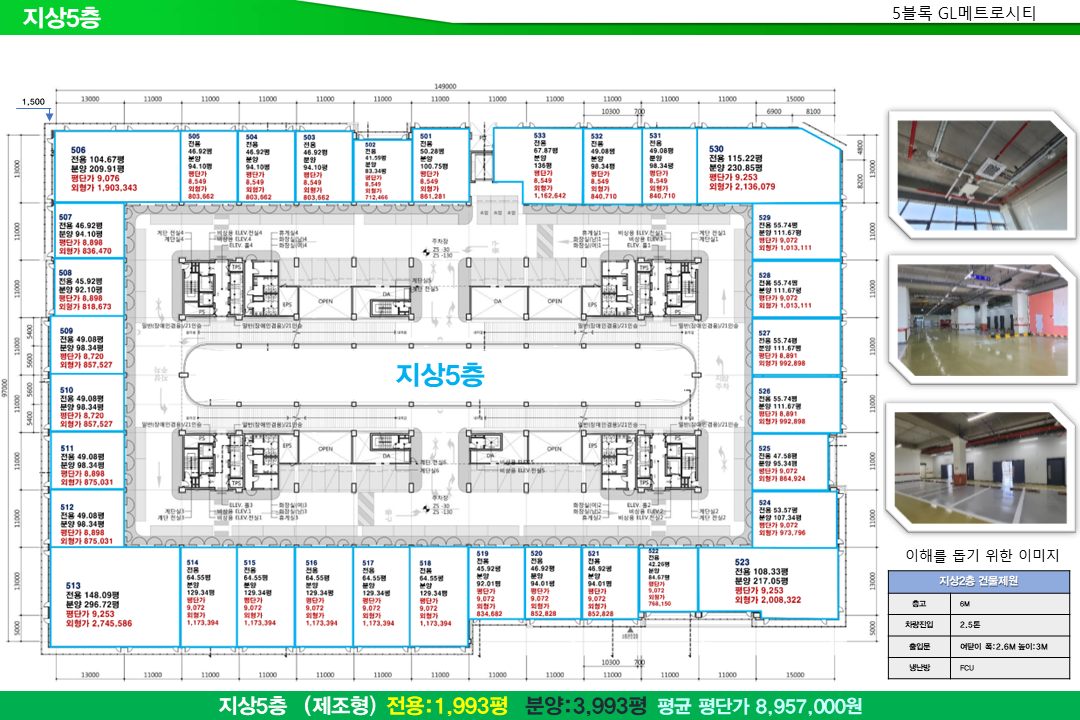 지상5층
5블록 GL메트로시티
149000
13000 11000 11000 11000 11000 11000 11000 11000 11000 11000 11000 15000
10300 700 6900 8100
1,500
506
전용 104.67평
분양 209.91평
평단가 9,076
외형가 1,903,343
505
46.92평
분양
94.10평
평단가
8,549
외형가
803,662
504
46.92평
분양
94.10평
평단가
8,549
외형가
803,662
503
46.92평
분양
94.10평
평단가
8,549
외형가
803,662
502
전용
41.59평
분양
83.34평
평단가
8,549
외형가
712,466
501
전용
50.28평
분양
100.75평
평단가
8,549
외형가
861,281
533
전용
67.87평
분양
136평
평단가
8,549
외형가
1,162,642
532
전용
49.08평
분양
98.34평
평단가
8,549
외형가
840,710
531
전용
49.08평
분양
98.34평
평단가
8,549
외형가
840,710
530
전용 115.22평
분양 230.85평
평단가 9,253
외형가 2,136,079
507
전용 46.92평
분양 94.10평
평단가 8,898
외형가 836,470
508
전용 45.92평
분양 92.10평
평단가 8,898
외형가 818,673
509
전용 49.08평
분양 98.34평
평단가 8,720
외형가 857,527
510
전용 49.08평
분양 98.34평
평단가 8,720
외형가 857,527
511
전용 49.08평
분양 98.34평
평단가 8,898
외형가 875,031
512
전용 49.08평
분양 98.34평
평단가 8,898
외형가 875,031
529
전용 55.74평
분양 111.67평
평단가 9,072
외형가 1,013,111
528
전용 55.74평
분양 111.67평
평단가 9,072
외형가 1,013,111
527
전용 55.74평
분양 111.67평
평단가 8,891
외형가 992,898
526
전용 55.74평
분양 111.67평
평단가 8,891
외형가 992,898
525
전용 47.58평
분양 95.34평
평단가 9,072
외형가 864,924
524
전용 53.57평
분양 107.34평
평단가 9,072
외형가 973,796
지상5층
513
전용 148.09평
분양 296.72평
평단가 9,253
외형가 2,745,586
514
전용
64.55평
분양
129.34평
평단가
9,072
외형가
1,173,394
515
전용
64.55평
분양
129.34평
평단가
9,072
외형가
1,173,394
516
전용
64.55평
분양
129.34평
평단가
9,072
외형가
1,173,394
517
전용
64.55평
분양
129.34평
평단가
9,072
외형가
1,173,394
518
전용
64.55평
분양
129.34평
평단가
9,072
외형가
1,173,394
519
전용
45.92평
분양
92.01평
평단가
9,072
외형가
834,682
520
전용
46.92평
분양
94.01평
평단가
9,072
외형가
852,828
521
전용
46.92평
분양
94.01평
평단가
9,072
외형가
852,828
522
전용
42.26평
분양
84.67평
평단가
9,072
외형가
768,150
523
전용 108.33평
분양 217.05평
평단가 9,253
외형가 2,008,322
10300 700
13000 11000 11000 11000 11000 11000 11000 11000 11000 11000 11000 15000
이해를 돕기 위한 이미지
지상2층 건물제원
층고 6M
차량진입 2.5톤
출입문 여닫이 폭:2.6M 높이:3M
냉난방 FCU
지상5층 (제조형) 전용:1,993평 분양:3,993평 평균 평단가 8,957,000원